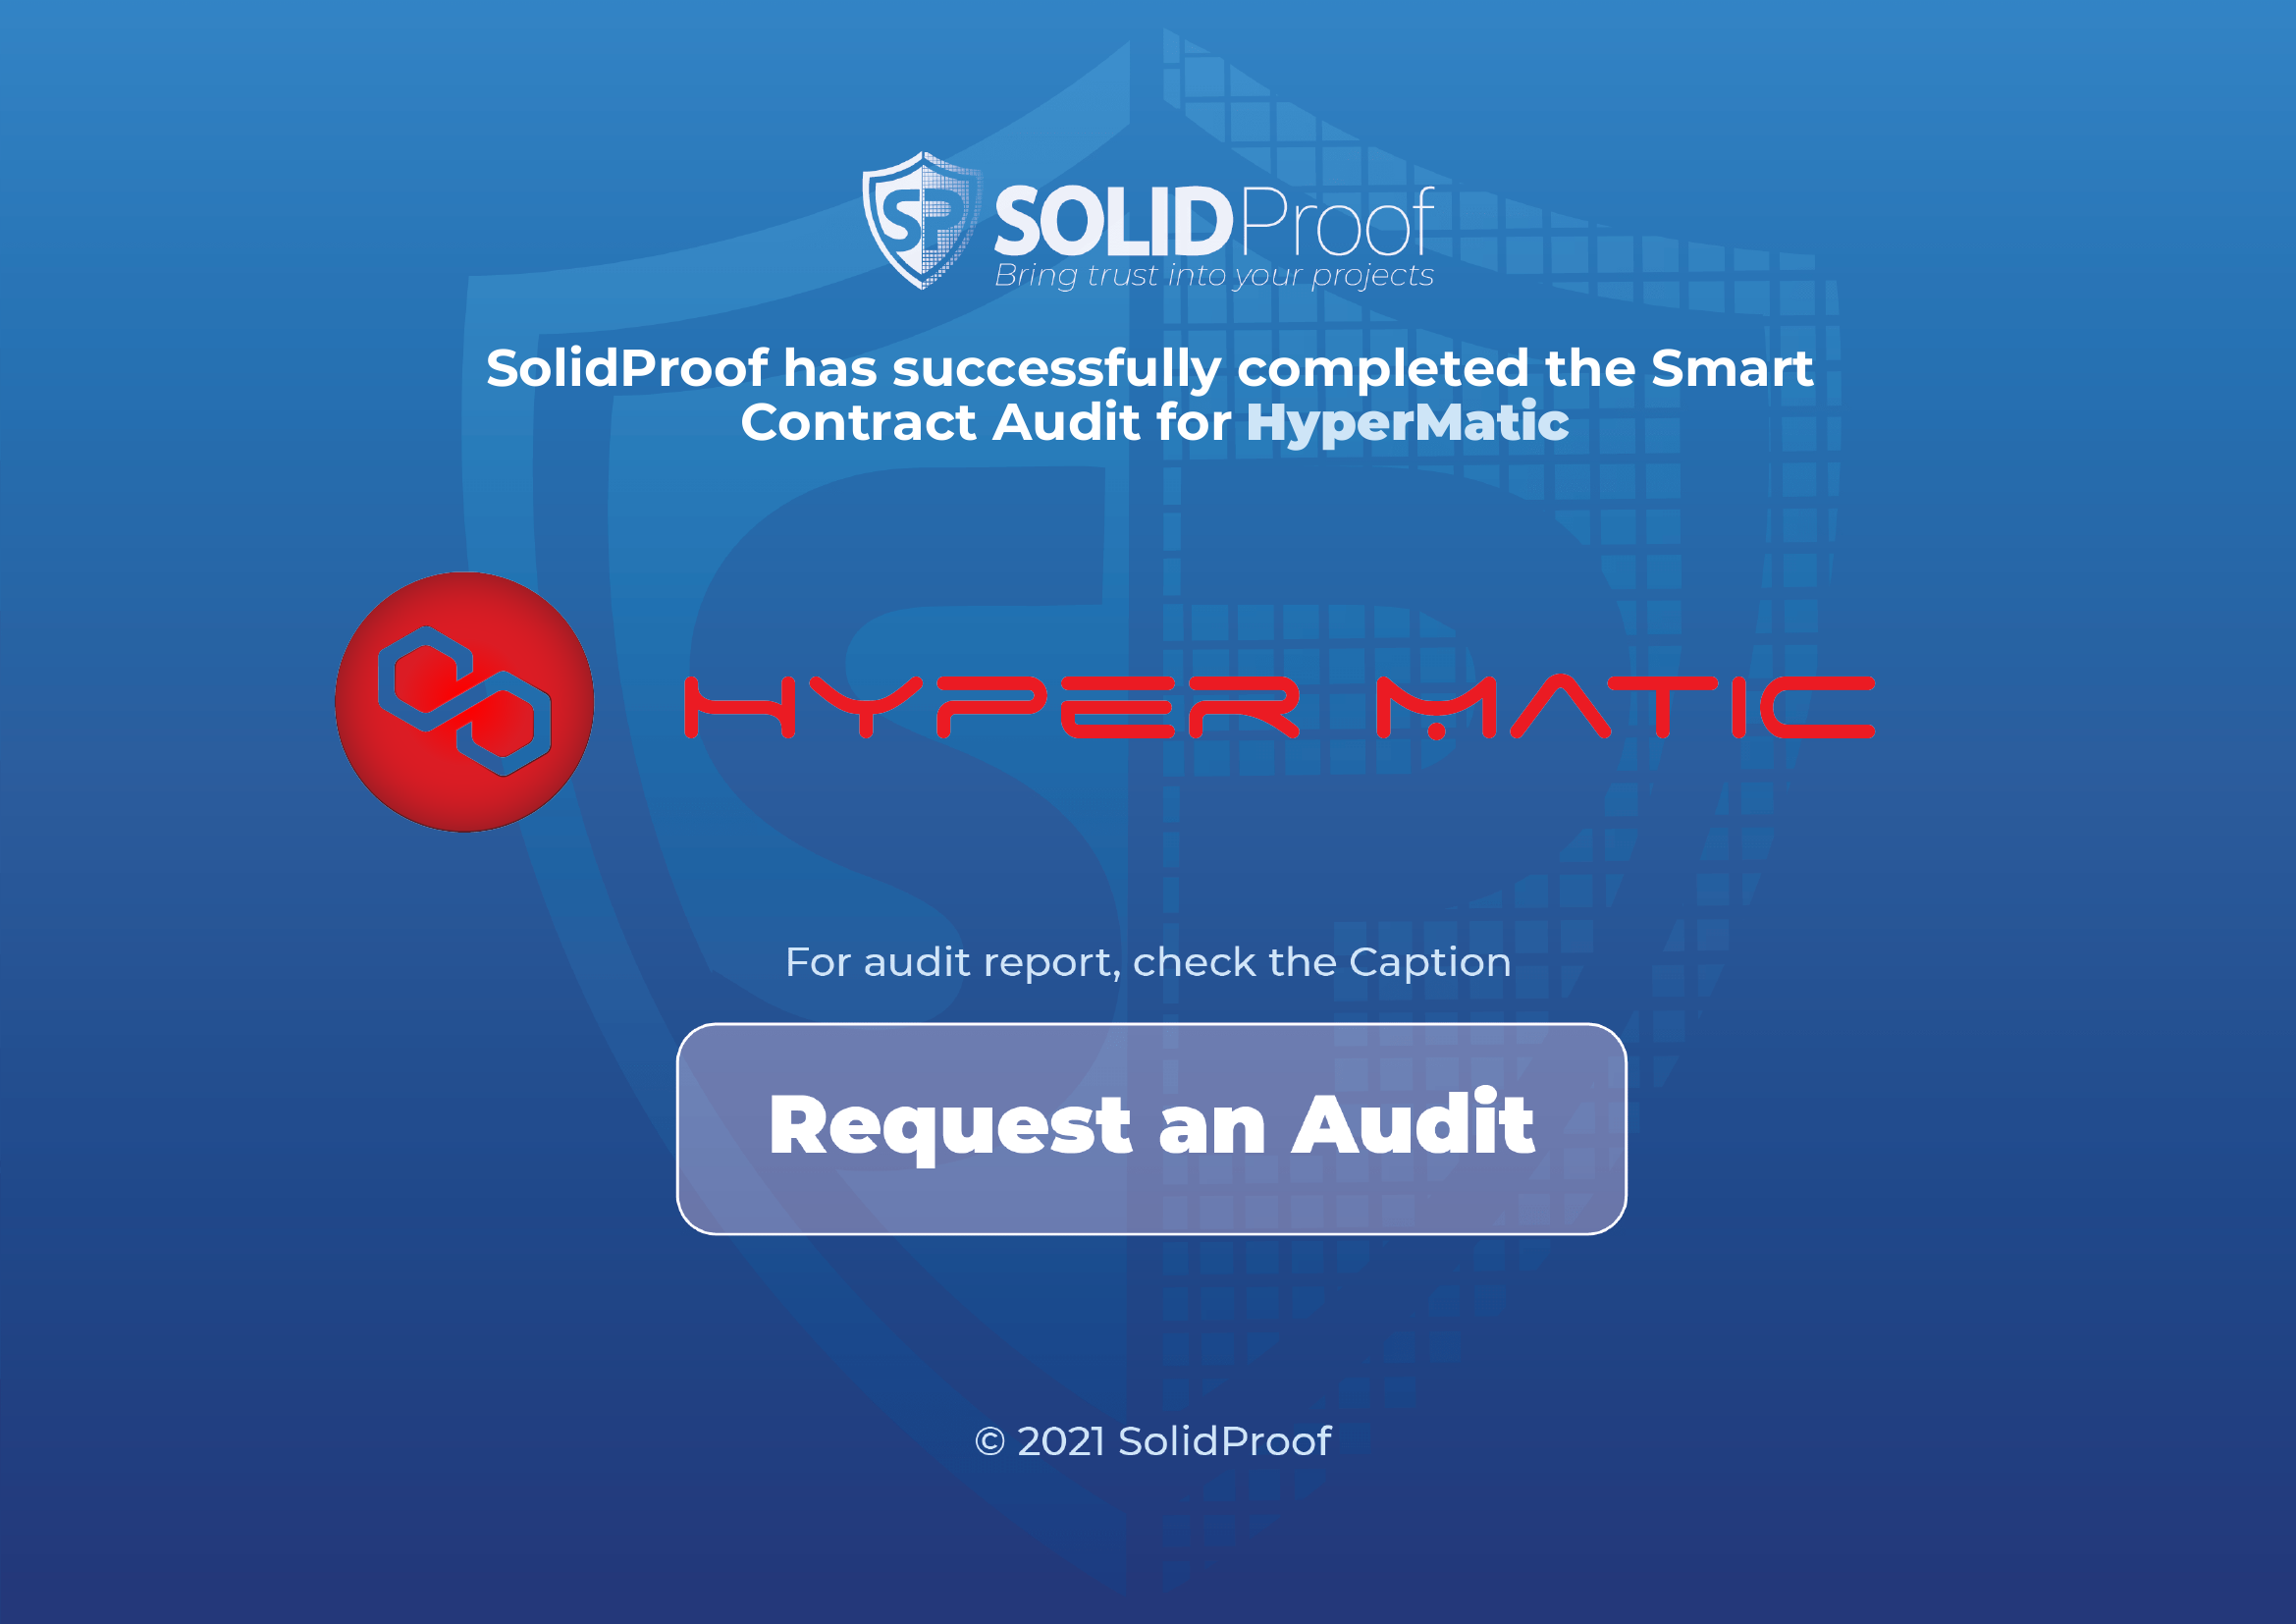 SP SOLIDProof
Bring trust into your projects
SolidProof has successfully completed the Smart
Contract Audit for HyperMatic
HYPER MATIC
For audit report, check the Caption
Request an Audit
© 2021 SolidProof